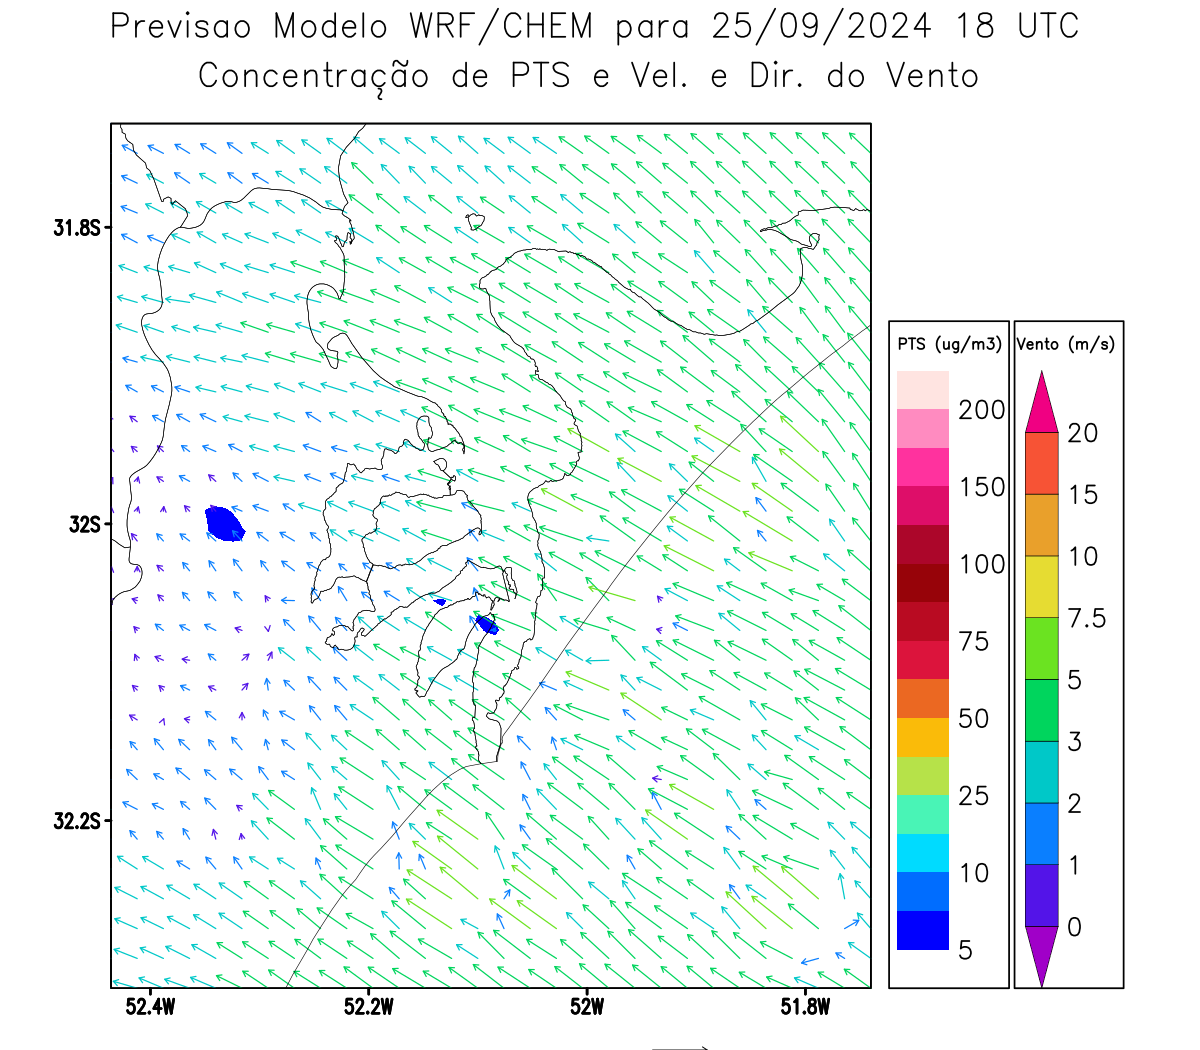 Previsao Modelo WRF/CHEM para 25/09/2024 18 UTC
Concentração de PTS e Vel. e Dir. do Vento
31.8S
32S
32.2S
52.4W
52.2W
52W
51.8W
PTS (ug/m3)
200
150
100
75
50
25
10
5
Vento (m/s)
20
15
10
7.5
5
3
2
1
0